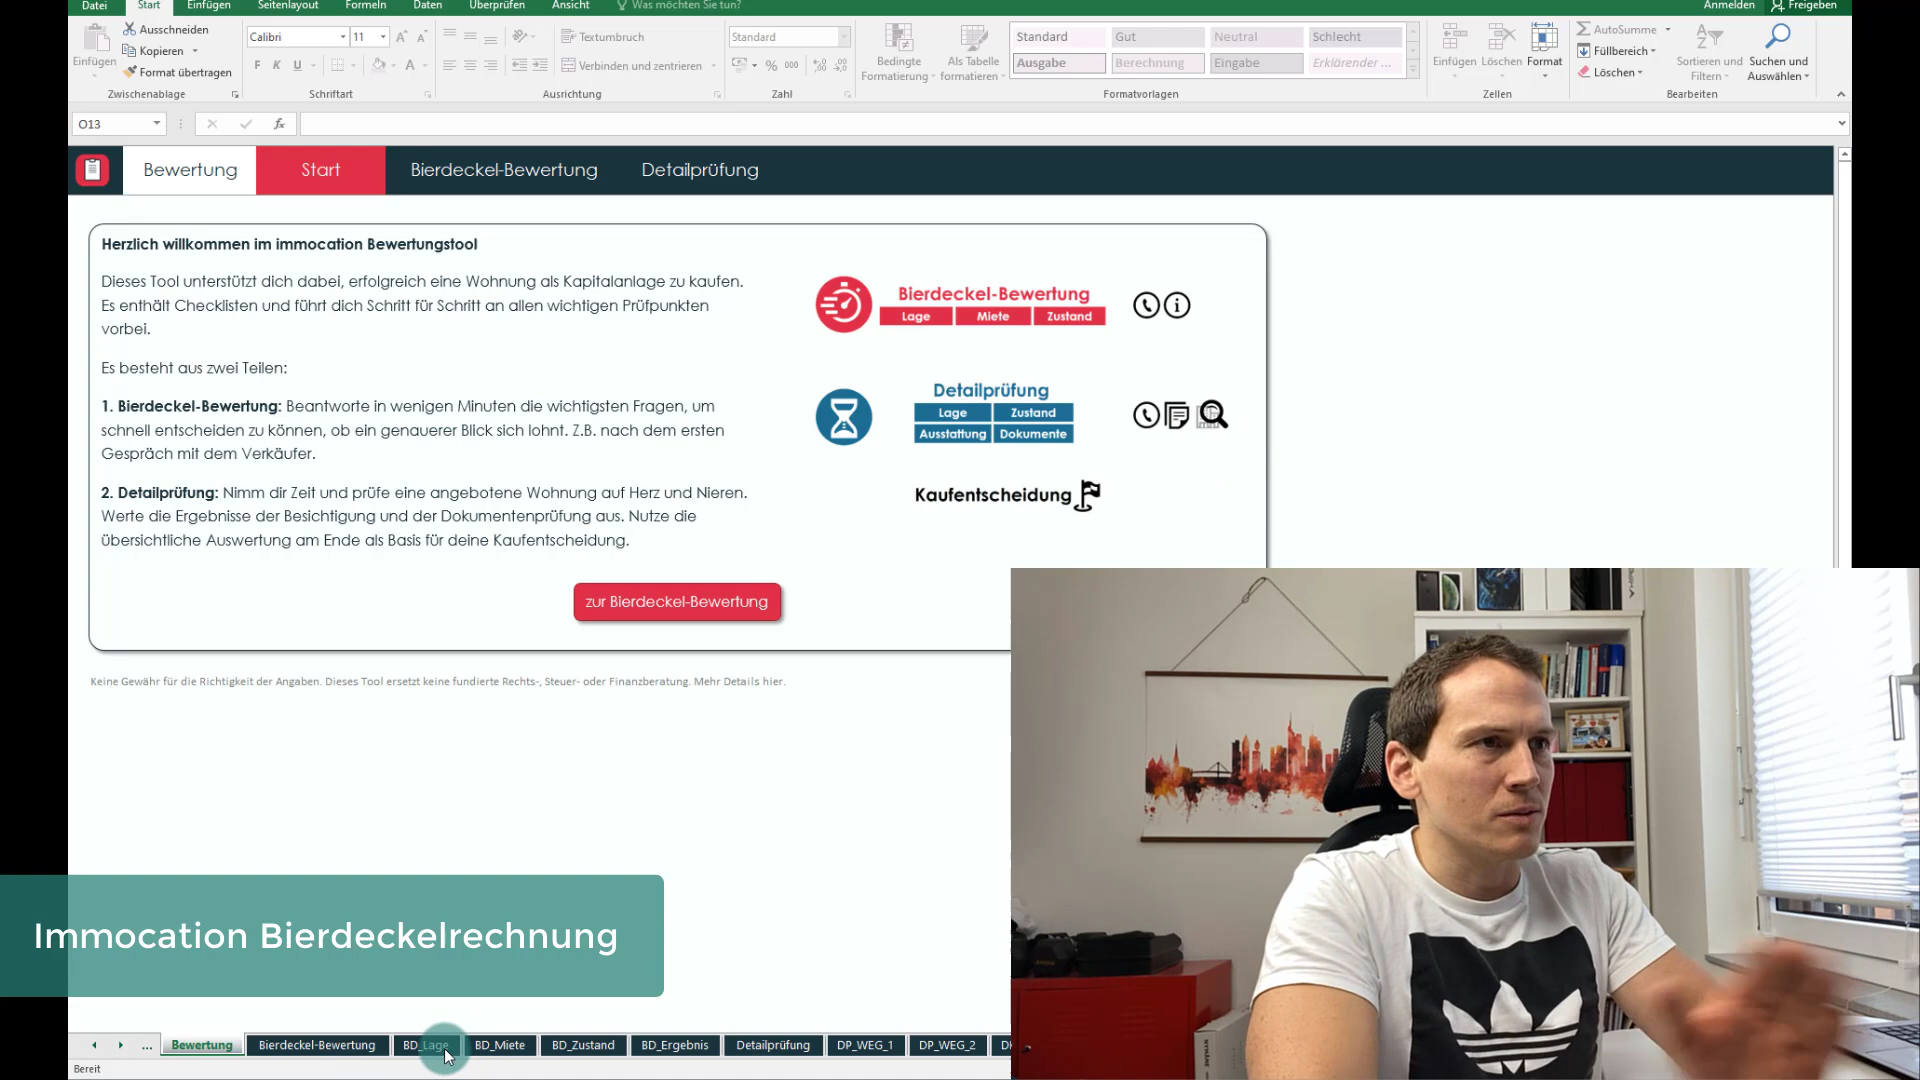 Datei Start Einfügen Seitenlayout Formeln Daten Überprüfen Ansicht Was möchten Sie tun? Anmelden Freigeben
Einfügen
Ausschneiden
Kopieren
Format übertragen
Zwischenablage
Calibri 11
F K U
Schriftart
Textumbruch
Verbinden und zentrieren
Ausrichtung
Standard
% 000
Zahl
Bedingte Formatierung
Als Tabelle formatieren
Standard Gut Neutral Schlecht
Ausgabe Berechnung Eingabe Erklärender ...
Formatvorlagen
Einfügen Löschen Format
Zellen
AutoSumme
Füllbereich
Löschen
Sortieren und Filtern
Suchen und Auswählen
Bearbeiten
O13 fx
Bewertung Start Bierdeckel-Bewertung Detailprüfung
Herzlich willkommen im immocation Bewertungstool
Dieses Tool unterstützt dich dabei, erfolgreich eine Wohnung als Kapitalanlage zu kaufen.
Es enthält Checklisten und führt dich Schritt für Schritt an allen wichtigen Prüfpunkten
vorbei.
Es besteht aus zwei Teilen:
1. Bierdeckel-Bewertung: Beantworte in wenigen Minuten die wichtigsten Fragen, um
schnell entscheiden zu können, ob ein genauerer Blick sich lohnt. Z.B. nach dem ersten
Gespräch mit dem Verkäufer.
2. Detailprüfung: Nimm dir Zeit und prüfe eine angebotene Wohnung auf Herz und Nieren.
Werte die Ergebnisse der Besichtigung und der Dokumentenprüfung aus. Nutze die
übersichtliche Auswertung am Ende als Basis für deine Kaufentscheidung.
Bierdeckel-Bewertung
Lage Miete Zustand
Detailprüfung
Lage Zustand
Ausstattung Dokumente
Kaufentscheidung
zur Bierdeckel-Bewertung
Keine Gewähr für die Richtigkeit der Angaben. Dieses Tool ersetzt keine fundierte Rechts-, Steuer- oder Finanzberatung. Mehr Details hier.
Immocation Bierdeckelrechnung
... Bewertung Bierdeckel-Bewertung BD_Lage BD_Miete BD_Zustand BD_Ergebnis Detailprüfung DP_WEG_1 DP_WEG_2
Bereit